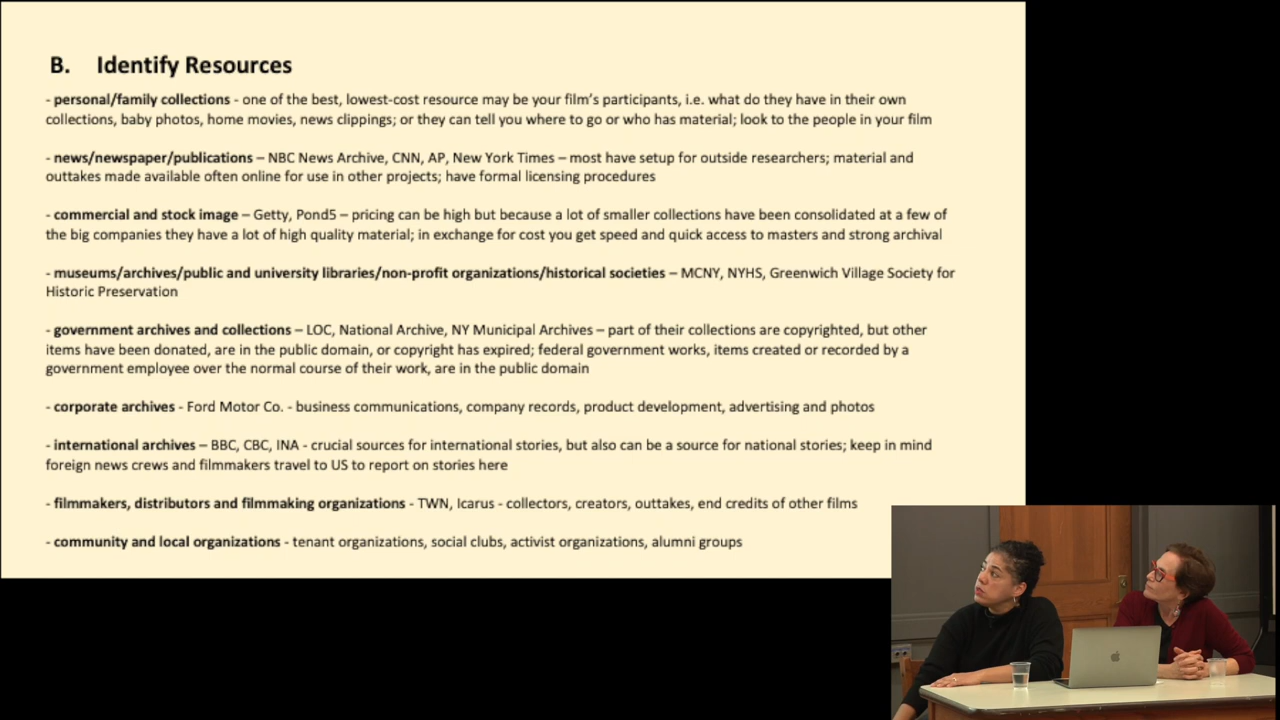 B. Identify Resources
- personal/family collections - one of the best, lowest-cost resource may be your film's participants, i.e. what do they have in their own
collections, baby photos, home movies, news clippings; or they can tell you where to go or who has material; look to the people in your film
- news/newspaper/publications – NBC News Archive, CNN, AP, New York Times – most have setup for outside researchers; material and
outtakes made available often online for use in other projects; have formal licensing procedures
- commercial and stock image – Getty, Pond5 – pricing can be high but because a lot of smaller collections have been consolidated at a few of
the big companies they have a lot of high quality material; in exchange for cost you get speed and quick access to masters and strong archival
- museums/archives/public and university libraries/non-profit organizations/historical societies – MCNY, NYHS, Greenwich Village Society for
Historic Preservation
- government archives and collections – LOC, National Archive, NY Municipal Archives – part of their collections are copyrighted, but other
items have been donated, are in the public domain, or copyright has expired; federal government works, items created or recorded by a
government employee over the normal course of their work, are in the public domain
- corporate archives - Ford Motor Co. - business communications, company records, product development, advertising and photos
- international archives – BBC, CBC, INA - crucial sources for international stories, but also can be a source for national stories; keep in mind
foreign news crews and filmmakers travel to US to report on stories here
- filmmakers, distributors and filmmaking organizations - TWN, Icarus - collectors, creators, outtakes, end credits of other films
- community and local organizations - tenant organizations, social clubs, activist organizations, alumni groups